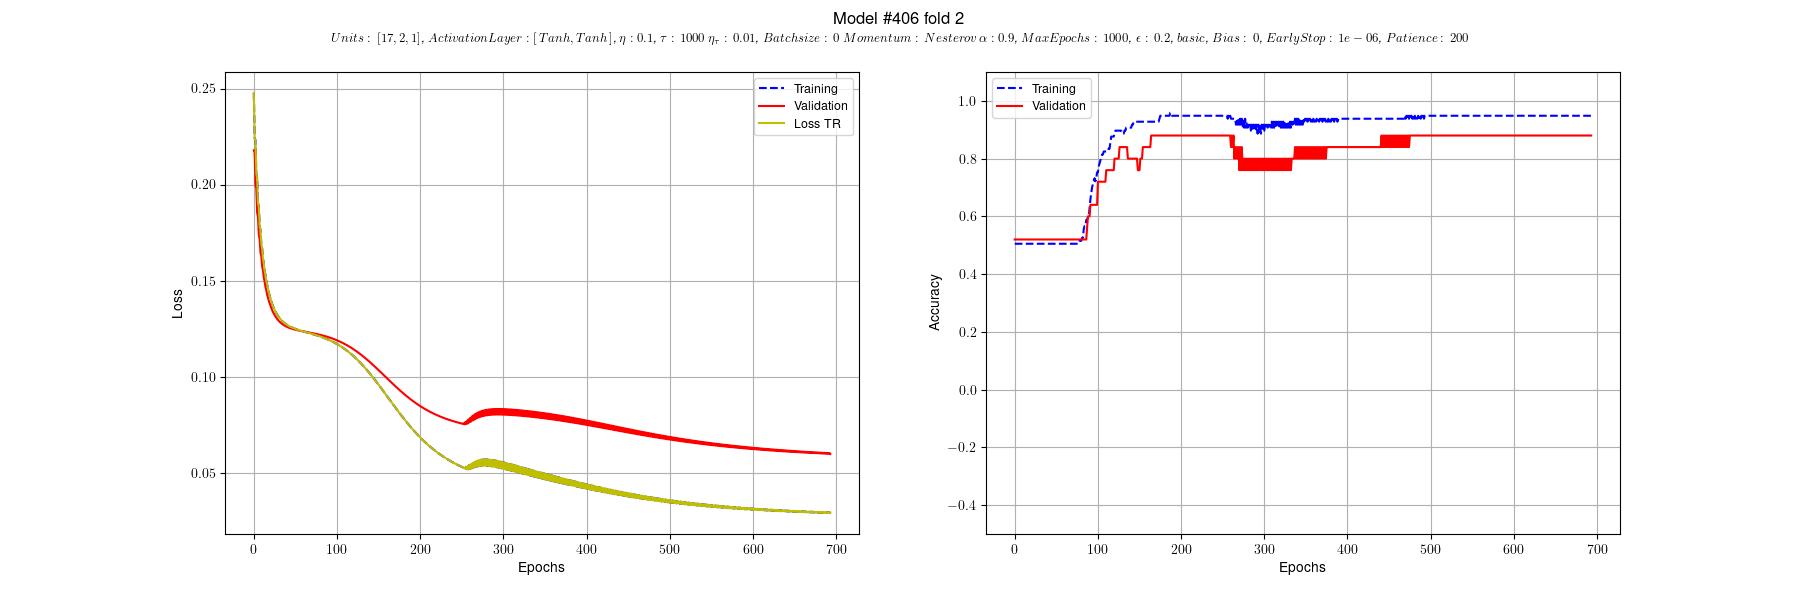 Model #406 fold 2
Units : [17, 2, 1], ActivationLayer : [Tanh, Tanh], η : 0.1, τ : 1000 η_τ : 0.01, Batchsize : 0 Momentum : Nesterov α : 0.9, MaxEpochs : 1000, ϵ : 0.2, basic, Bias : 0, EarlyStop : 1e − 06, Patience : 200
Training
Validation
Loss TR
0.25
0.20
0.15
0.10
0.05
Loss
0 100 200 300 400 500 600 700
Epochs
Training
Validation
1.0
0.8
0.6
0.4
0.2
0.0
−0.2
−0.4
Accuracy
0 100 200 300 400 500 600 700
Epochs